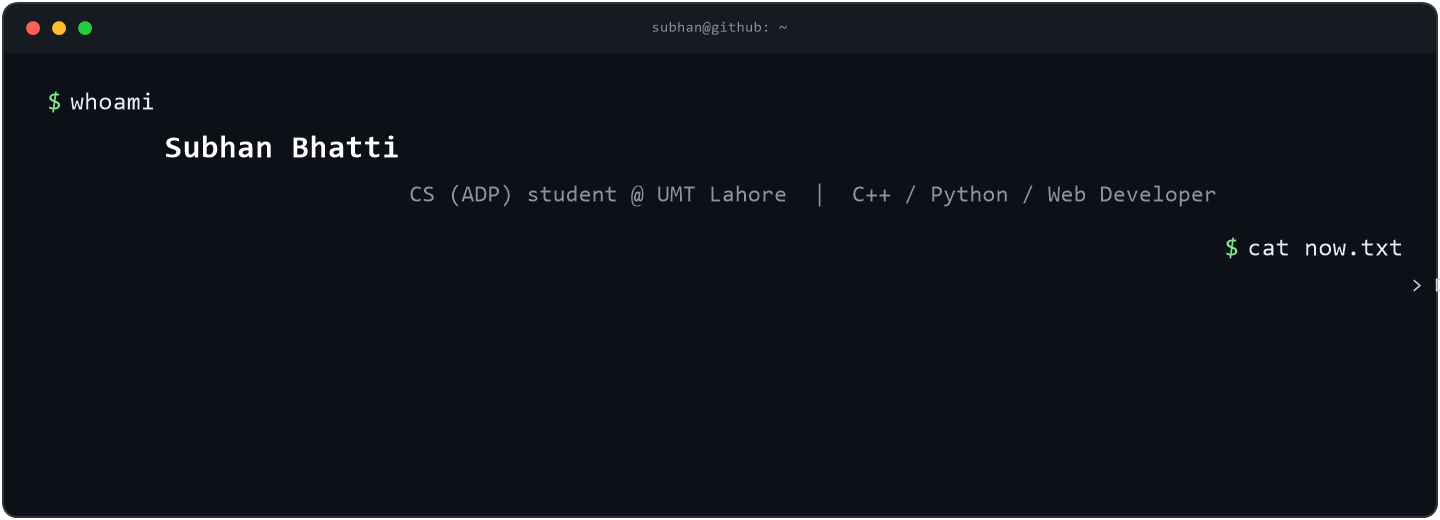 subhan@github: ~
$ whoami
Subhan Bhatti
CS (ADP) student @ UMT Lahore | C++ / Python / Web Developer
$ cat now.txt
>